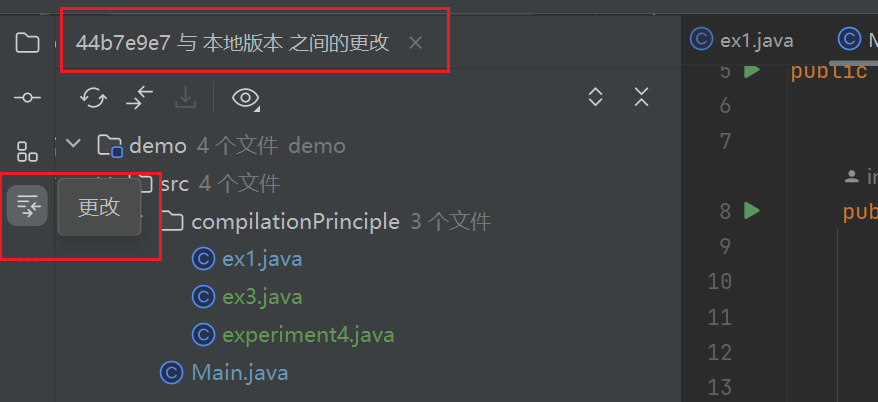 44b7e9e7 与 本地版本 之间的更改
ex1.java
demo 4 个文件 demo
src 4 个文件
更改
compilationPrinciple 3 个文件
ex1.java
ex3.java
experiment4.java
Main.java
5 public
6
7
8 pub
9
10
11
12
13